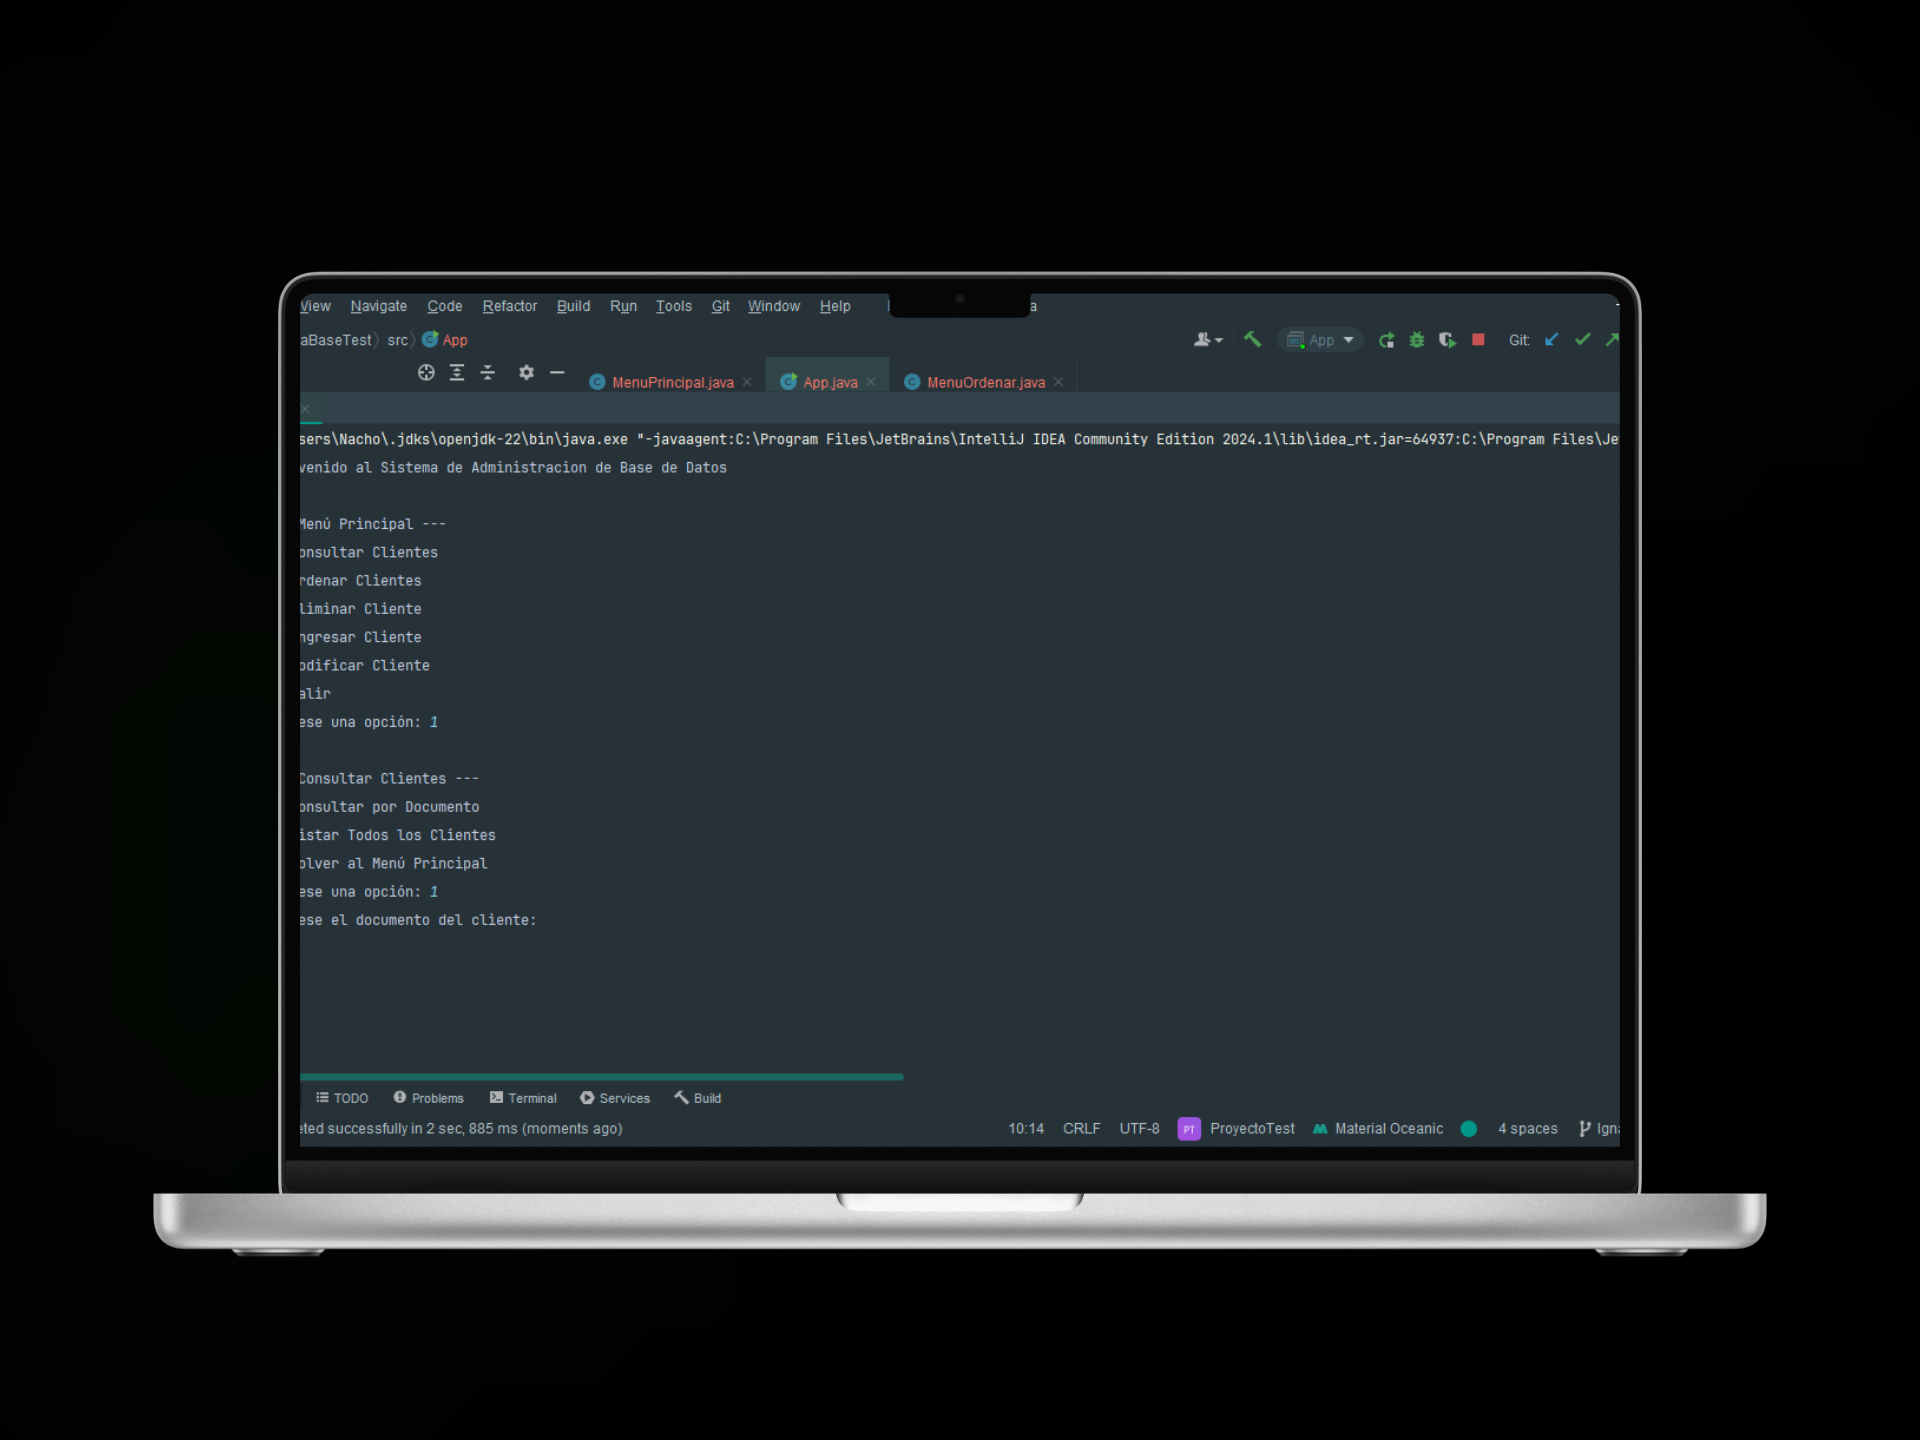 View Navigate Code Refactor Build Run Tools Git Window Help a
aBaseTest src App App Git:
MenuPrincipal.java App.java MenuOrdenar.java
sers\Nacho\.jdks\openjdk-22\bin\java.exe "-javaagent:C:\Program Files\JetBrains\IntelliJ IDEA Community Edition 2024.1\lib\idea_rt.jar=64937:C:\Program Files\Je
venido al Sistema de Administracion de Base de Datos
Menú Principal ---
onsultar Clientes
rdenar Clientes
liminar Cliente
ngresar Cliente
odificar Cliente
alir
ese una opción: 1
Consultar Clientes ---
onsultar por Documento
istar Todos los Clientes
olver al Menú Principal
ese una opción: 1
ese el documento del cliente:
TODO Problems Terminal Services Build
eted successfully in 2 sec, 885 ms (moments ago) 10:14 CRLF UTF-8 PT ProyectoTest Material Oceanic 4 spaces Igna